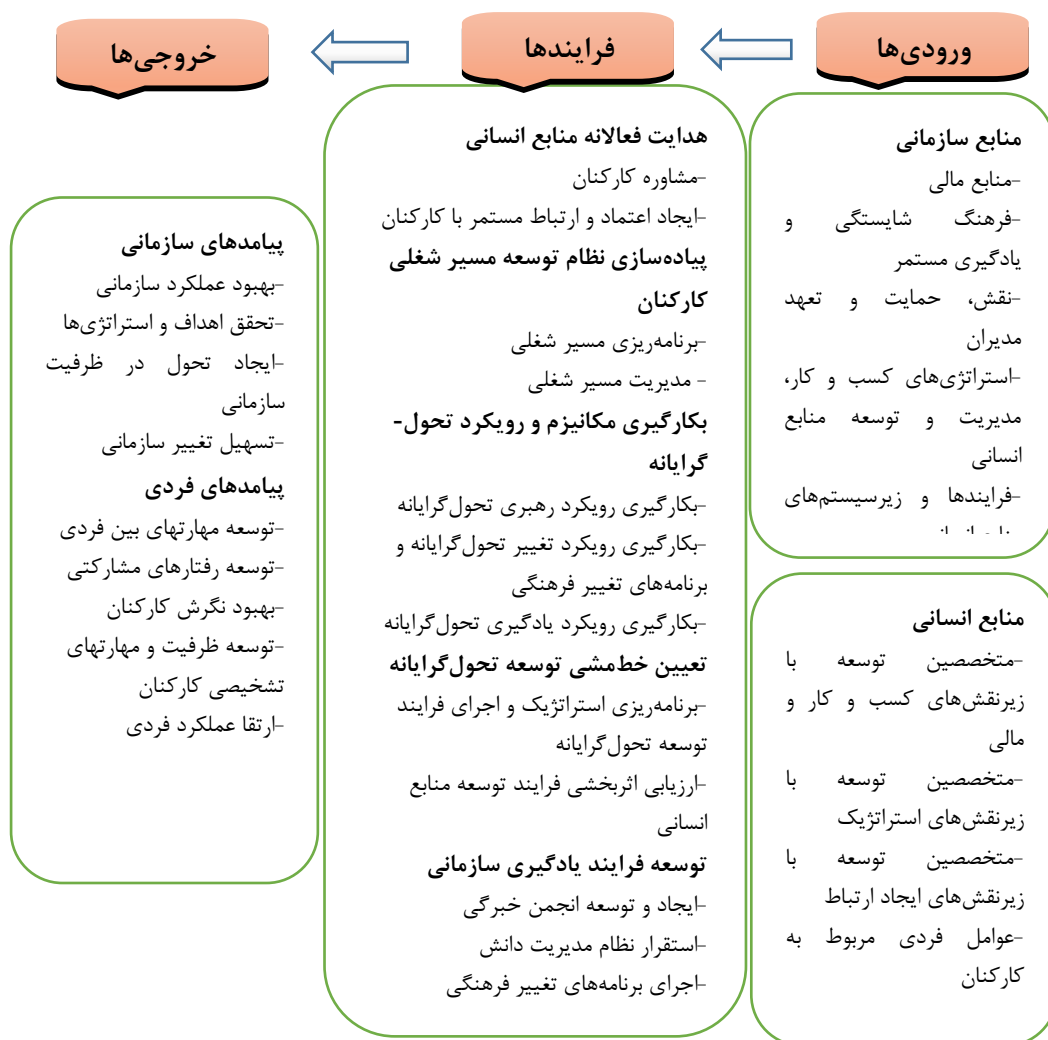 ورودی‌ها
فرایندها
خروجی‌ها
منابع سازمانی
-منابع مالی
-فرهنگ شایستگی و
یادگیری مستمر
-نقش، حمایت و تعهد
مدیران
-استراتژی‌های کسب و کار،
مدیریت و توسعه منابع
انسانی
-فرایندها و زیرسیستم‌های
منابع انسانی
-متخصصین توسعه با
زیرنقش‌های کسب و کار و
مالی
-متخصصین توسعه با
زیرنقش‌های استراتژیک
-متخصصین توسعه با
زیرنقش‌های ایجاد ارتباط
-عوامل فردی مربوط به
کارکنان
هدایت فعالانه منابع انسانی
-مشاوره کارکنان
-ایجاد اعتماد و ارتباط مستمر با کارکنان
پیاده‌سازی نظام توسعه مسیر شغلی
کارکنان
-برنامه‌ریزی مسیر شغلی
- مدیریت مسیر شغلی
بکارگیری مکانیزم و رویکرد تحول-
گرایانه
-بکارگیری رویکرد رهبری تحول‌گرایانه
-بکارگیری رویکرد تغییر تحول‌گرایانه و
برنامه‌های تغییر فرهنگی
-بکارگیری رویکرد یادگیری تحول‌گرایانه
تعیین خط‌مشی توسعه تحول‌گرایانه
-برنامه‌ریزی استراتژیک و اجرای فرایند
توسعه تحول‌گرایانه
-ارزیابی اثربخشی فرایند توسعه منابع
انسانی
توسعه فرایند یادگیری سازمانی
-ایجاد و توسعه انجمن خبرگی
-استقرار نظام مدیریت دانش
-اجرای برنامه‌های تغییر فرهنگی
پیامدهای سازمانی
-بهبود عملکرد سازمانی
-تحقق اهداف و استراتژی‌ها
-ایجاد تحول در ظرفیت
سازمانی
-تسهیل تغییر سازمانی
پیامدهای فردی
-توسعه مهارتهای بین فردی
-توسعه رفتارهای مشارکتی
-بهبود نگرش کارکنان
-توسعه ظرفیت و مهارتهای
تشخیصی کارکنان
-ارتقا عملکرد فردی